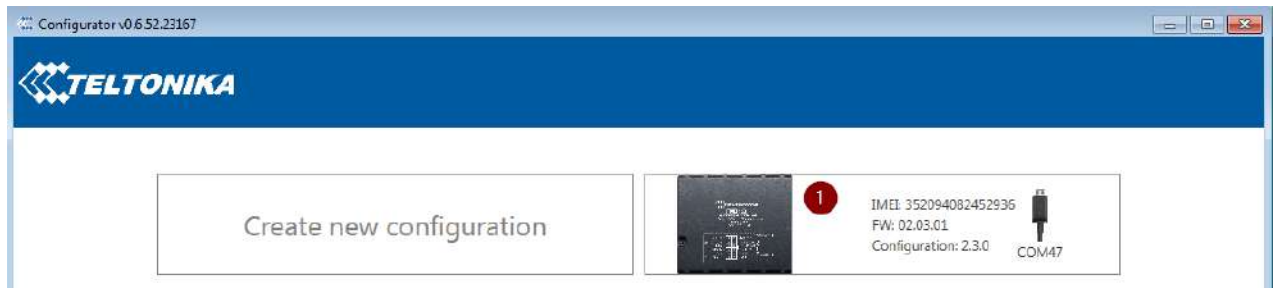 Configurator v0.6.52.23167
TELTONIKA
Create new configuration
1
IMEI: 352094082452936
FW: 02.03.01
Configuration: 2.3.0
COM47